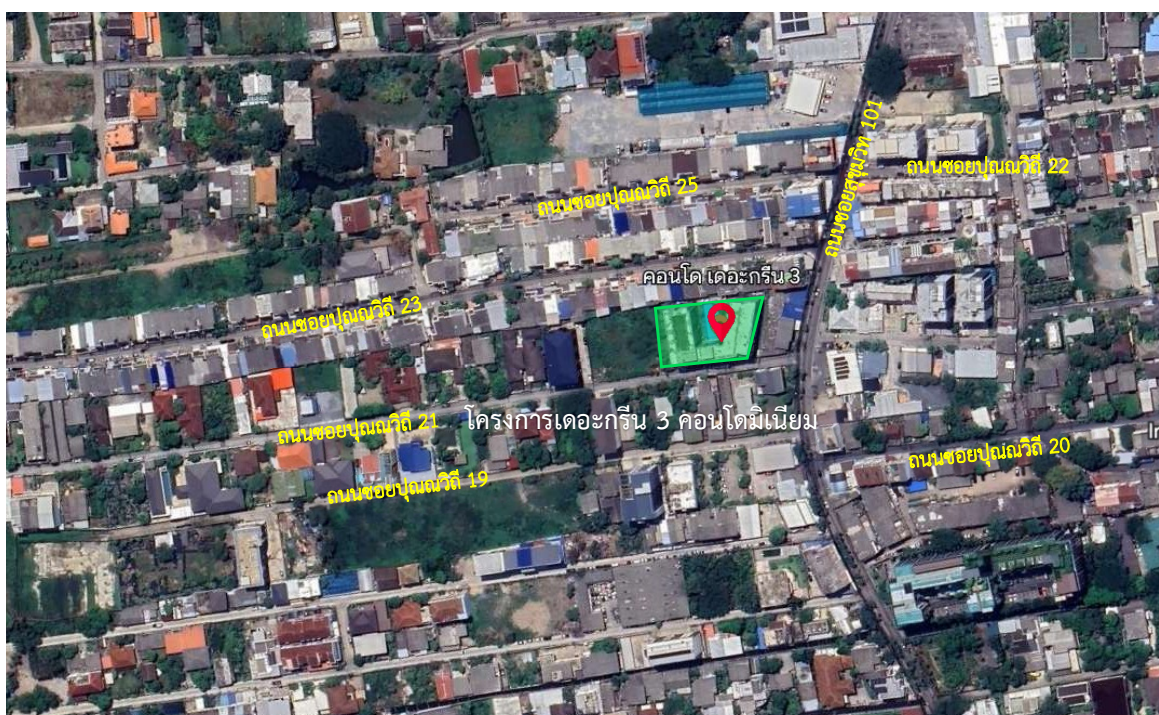 ถนนซอยสุขุมวิท 101
ถนนซอยปุณณวิถี 22
ถนนซอยปุณณวิถี 25
คอนโด เดอะกรีน 3
ถนนซอยปุณณวิถี 23
โครงการเดอะกรีน 3 คอนโดมิเนียม
ถนนซอยปุณณวิถี 21
ถนนซอยปุณณวิถี 20
ถนนซอยปุณณวิถี 19